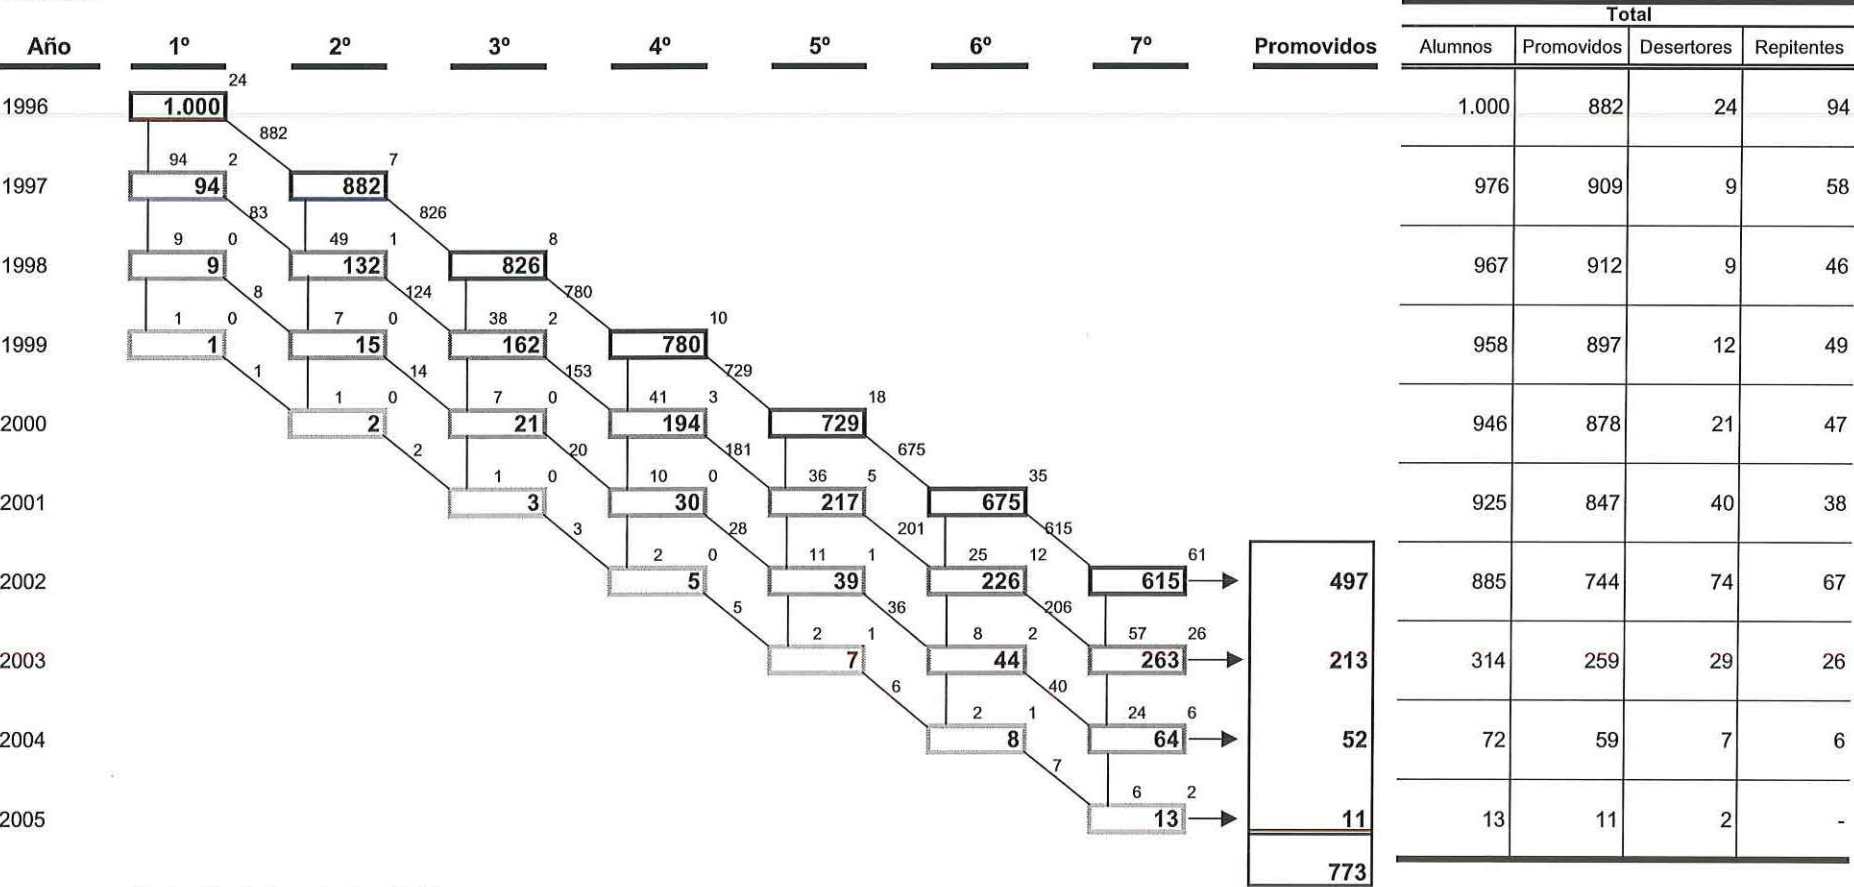 Total
Año 1º 2º 3º 4º 5º 6º 7º Promovidos Alumnos Promovidos Desertores Repitentes
24
1996 1.000 1.000 882 24 94
882
94 2 7
1997 94 882 976 909 9 58
83 826
9 0 49 1 8
1998 9 132 826 967 912 9 46
8 124 780
1 0 7 0 38 2 10
1999 1 15 162 780 958 897 12 49
1 14 153 729
1 0 7 0 41 3 18
2000 2 21 194 729 946 878 21 47
2 20 181 675
1 0 10 0 36 5 35
2001 3 30 217 675 925 847 40 38
3 28 201 615
2 0 11 1 25 12 61
2002 5 39 226 615 497 885 744 74 67
5 36 206
2 1 8 2 57 26
2003 7 44 263 213 314 259 29 26
6 40
2 1 24 6
2004 8 64 52 72 59 7 6
7
6 2
2005 13 11 13 11 2 -
773